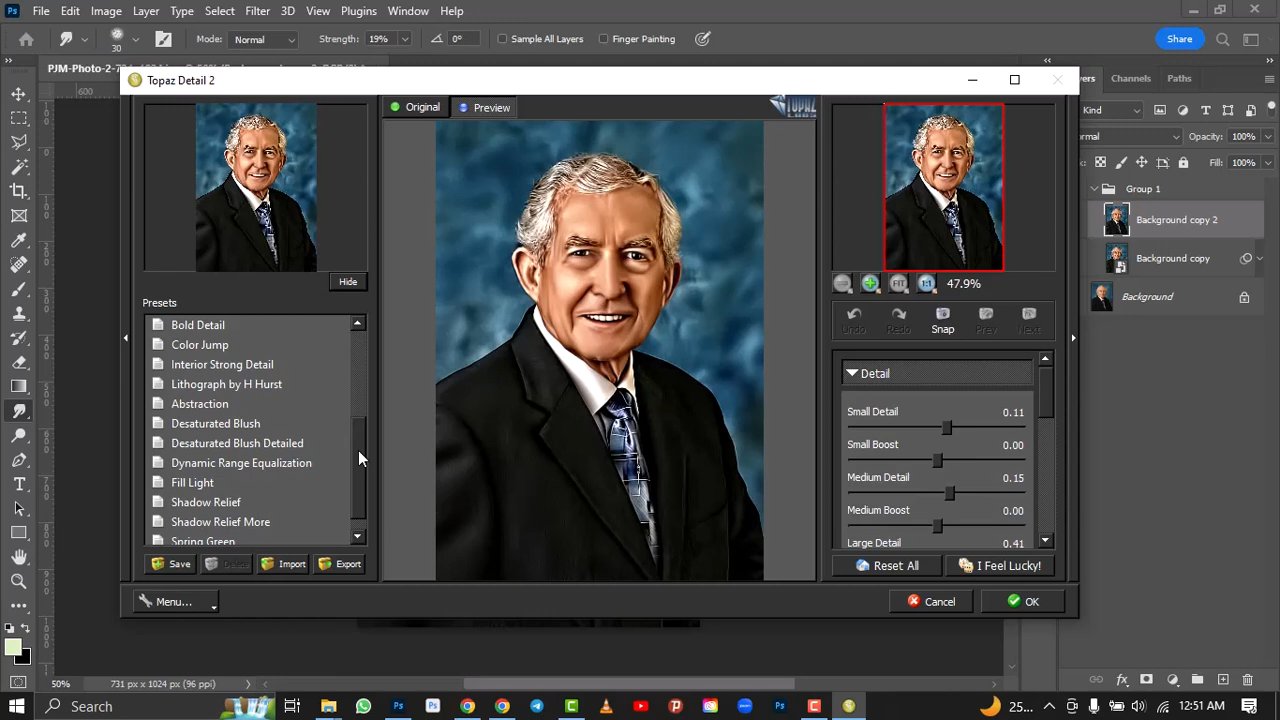 Ps File Edit Image Layer Type Select Filter 3D View Plugins Window Help
30 Mode: Normal Strength: 19% 0° Sample All Layers Finger Painting Share
Topaz Detail 2
600
Channels Paths
Original Preview
Kind
Opacity: 100%
Fill: 100%
Group 1
Background copy 2
Background copy
Background
Hide
47.9%
Presets
Undo Redo Snap Prev Next
Bold Detail
Color Jump
Interior Strong Detail
Lithograph by H Hurst
Abstraction
Desaturated Blush
Desaturated Blush Detailed
Dynamic Range Equalization
Fill Light
Shadow Relief
Shadow Relief More
Spring Green
Detail
Small Detail 0.11
Small Boost 0.00
Medium Detail 0.15
Medium Boost 0.00
Large Detail 0.41
Save Delete Import Export
Reset All I Feel Lucky!
Menu... Cancel OK
50% 731 px x 1024 px (96 ppi)
Search 25... 12:51 AM